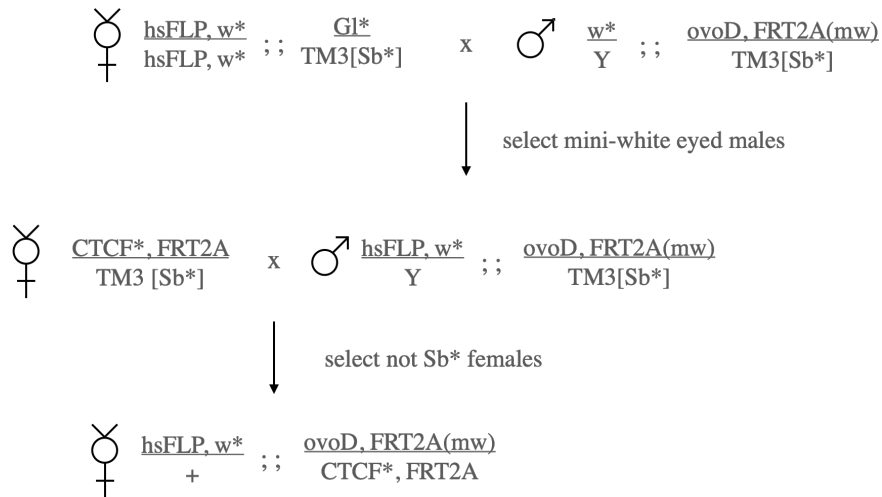 hsFLP, w* ; ; Gl* x w* ; ; ovoD, FRT2A(mw)
hsFLP, w* TM3[Sb*] Y TM3[Sb*]
select mini-white eyed males
CTCF*, FRT2A x hsFLP, w* ; ; ovoD, FRT2A(mw)
TM3 [Sb*] Y TM3[Sb*]
select not Sb* females
hsFLP, w* ; ; ovoD, FRT2A(mw)
+ CTCF*, FRT2A